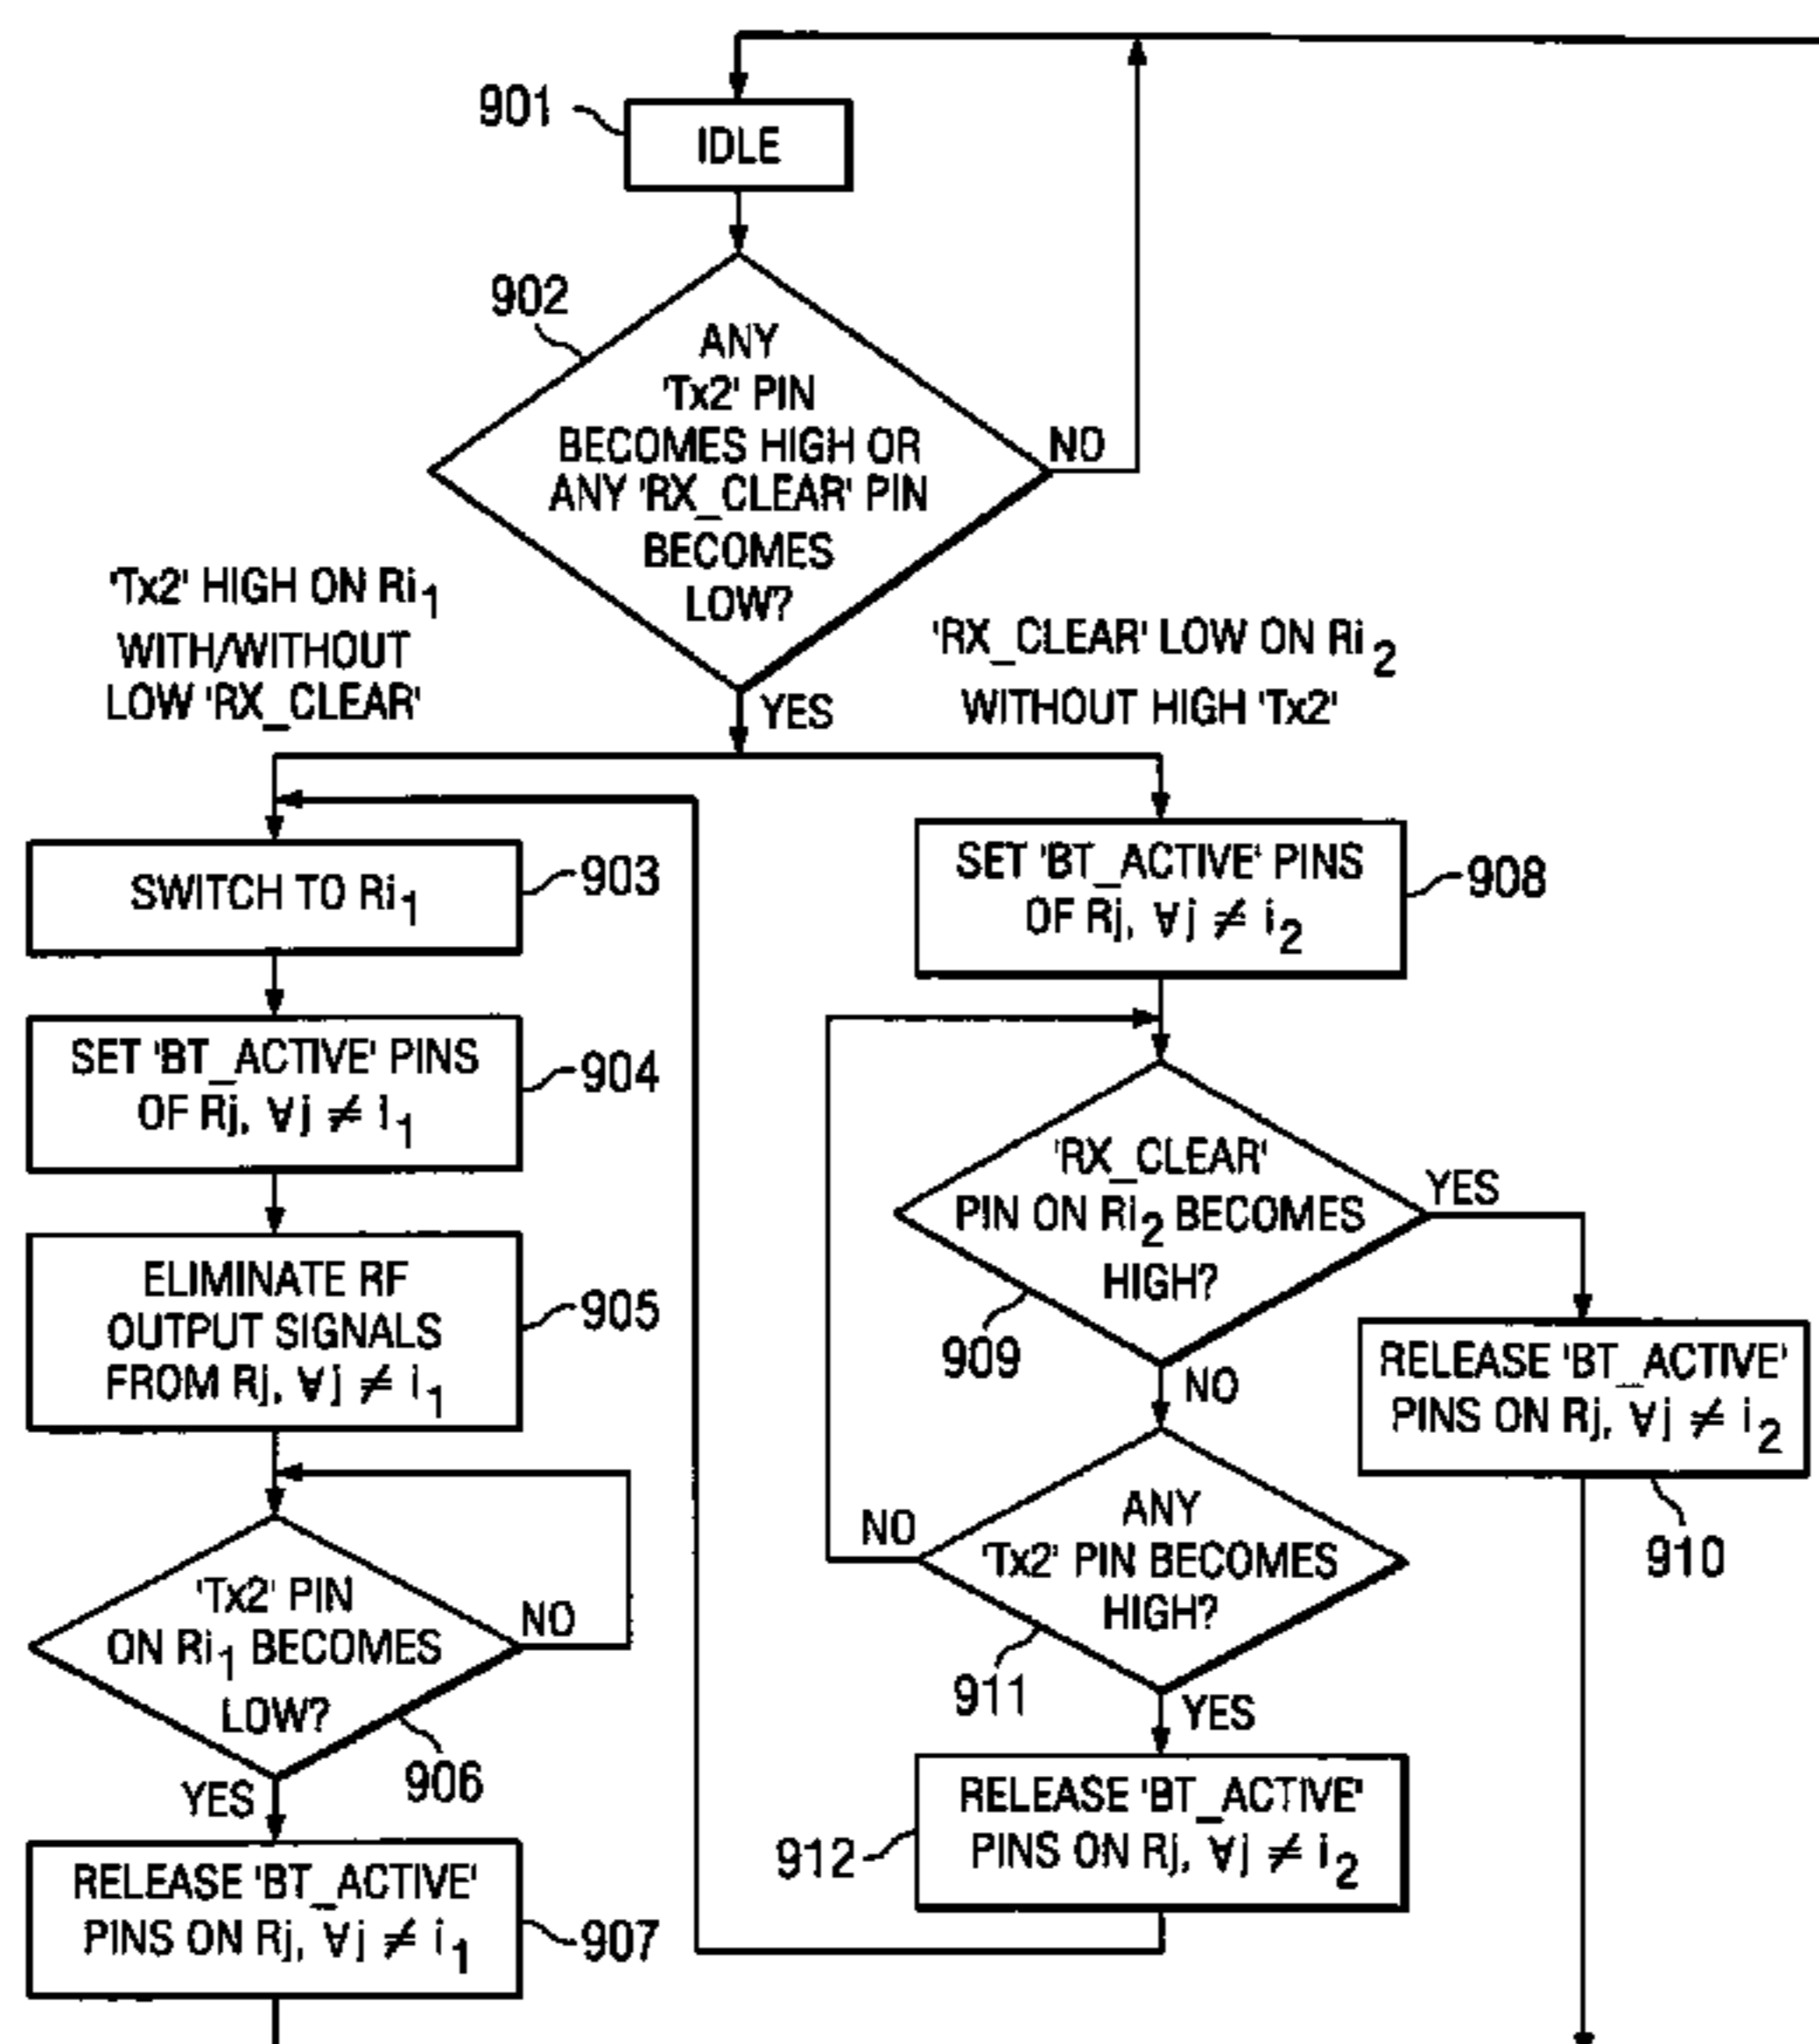 901
IDLE
902
ANY
'Tx2' PIN
BECOMES HIGH OR
ANY 'RX_CLEAR' PIN
BECOMES
LOW?
NO
YES
'Tx2' HIGH ON Ri1
WITH/WITHOUT
LOW 'RX_CLEAR'
'RX_CLEAR' LOW ON Ri2
WITHOUT HIGH 'Tx2'
SWITCH TO Ri1
903
SET 'BT_ACTIVE' PINS
OF Rj, ∀j ≠ i1
904
ELIMINATE RF
OUTPUT SIGNALS
FROM Rj, ∀j ≠ i1
905
'Tx2' PIN
ON Ri1 BECOMES
LOW?
NO
906
YES
RELEASE 'BT_ACTIVE'
PINS ON Rj, ∀j ≠ i1
907
SET 'BT_ACTIVE' PINS
OF Rj, ∀j ≠ i2
908
'RX_CLEAR'
PIN ON Ri2 BECOMES
HIGH?
YES
909
NO
RELEASE 'BT_ACTIVE'
PINS ON Rj, ∀j ≠ i2
910
ANY
'Tx2' PIN BECOMES
HIGH?
NO
911
YES
RELEASE 'BT_ACTIVE'
PINS ON Rj, ∀j ≠ i2
912